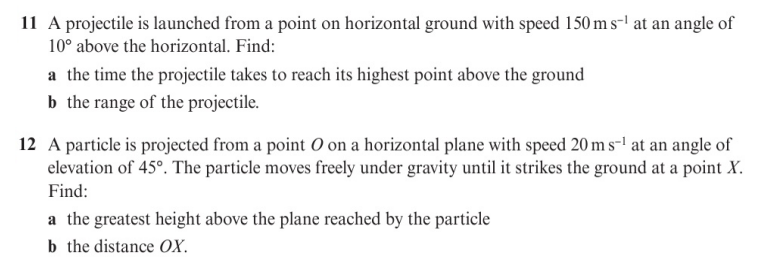 11 A projectile is launched from a point on horizontal ground with speed 150 m s⁻¹ at an angle of
10° above the horizontal. Find:
a the time the projectile takes to reach its highest point above the ground
b the range of the projectile.
12 A particle is projected from a point O on a horizontal plane with speed 20 m s⁻¹ at an angle of
elevation of 45°. The particle moves freely under gravity until it strikes the ground at a point X.
Find:
a the greatest height above the plane reached by the particle
b the distance OX.